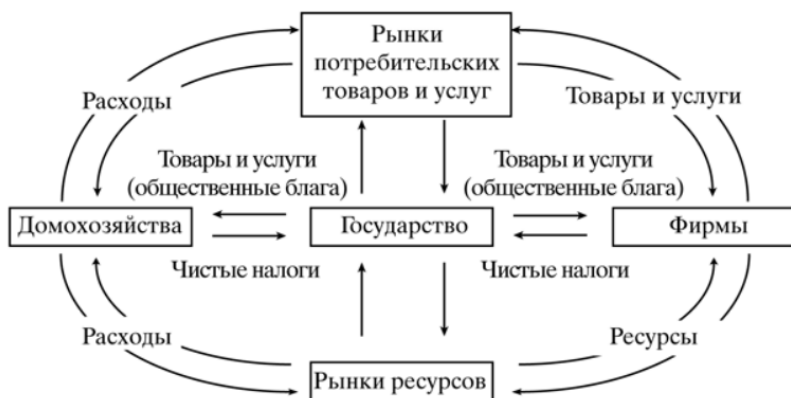 Рынки
потребительских
товаров и услуг
Расходы
Товары и услуги
Товары и услуги
(общественные блага)
Товары и услуги
(общественные блага)
Домохозяйства
Государство
Фирмы
Чистые налоги
Чистые налоги
Расходы
Ресурсы
Рынки ресурсов